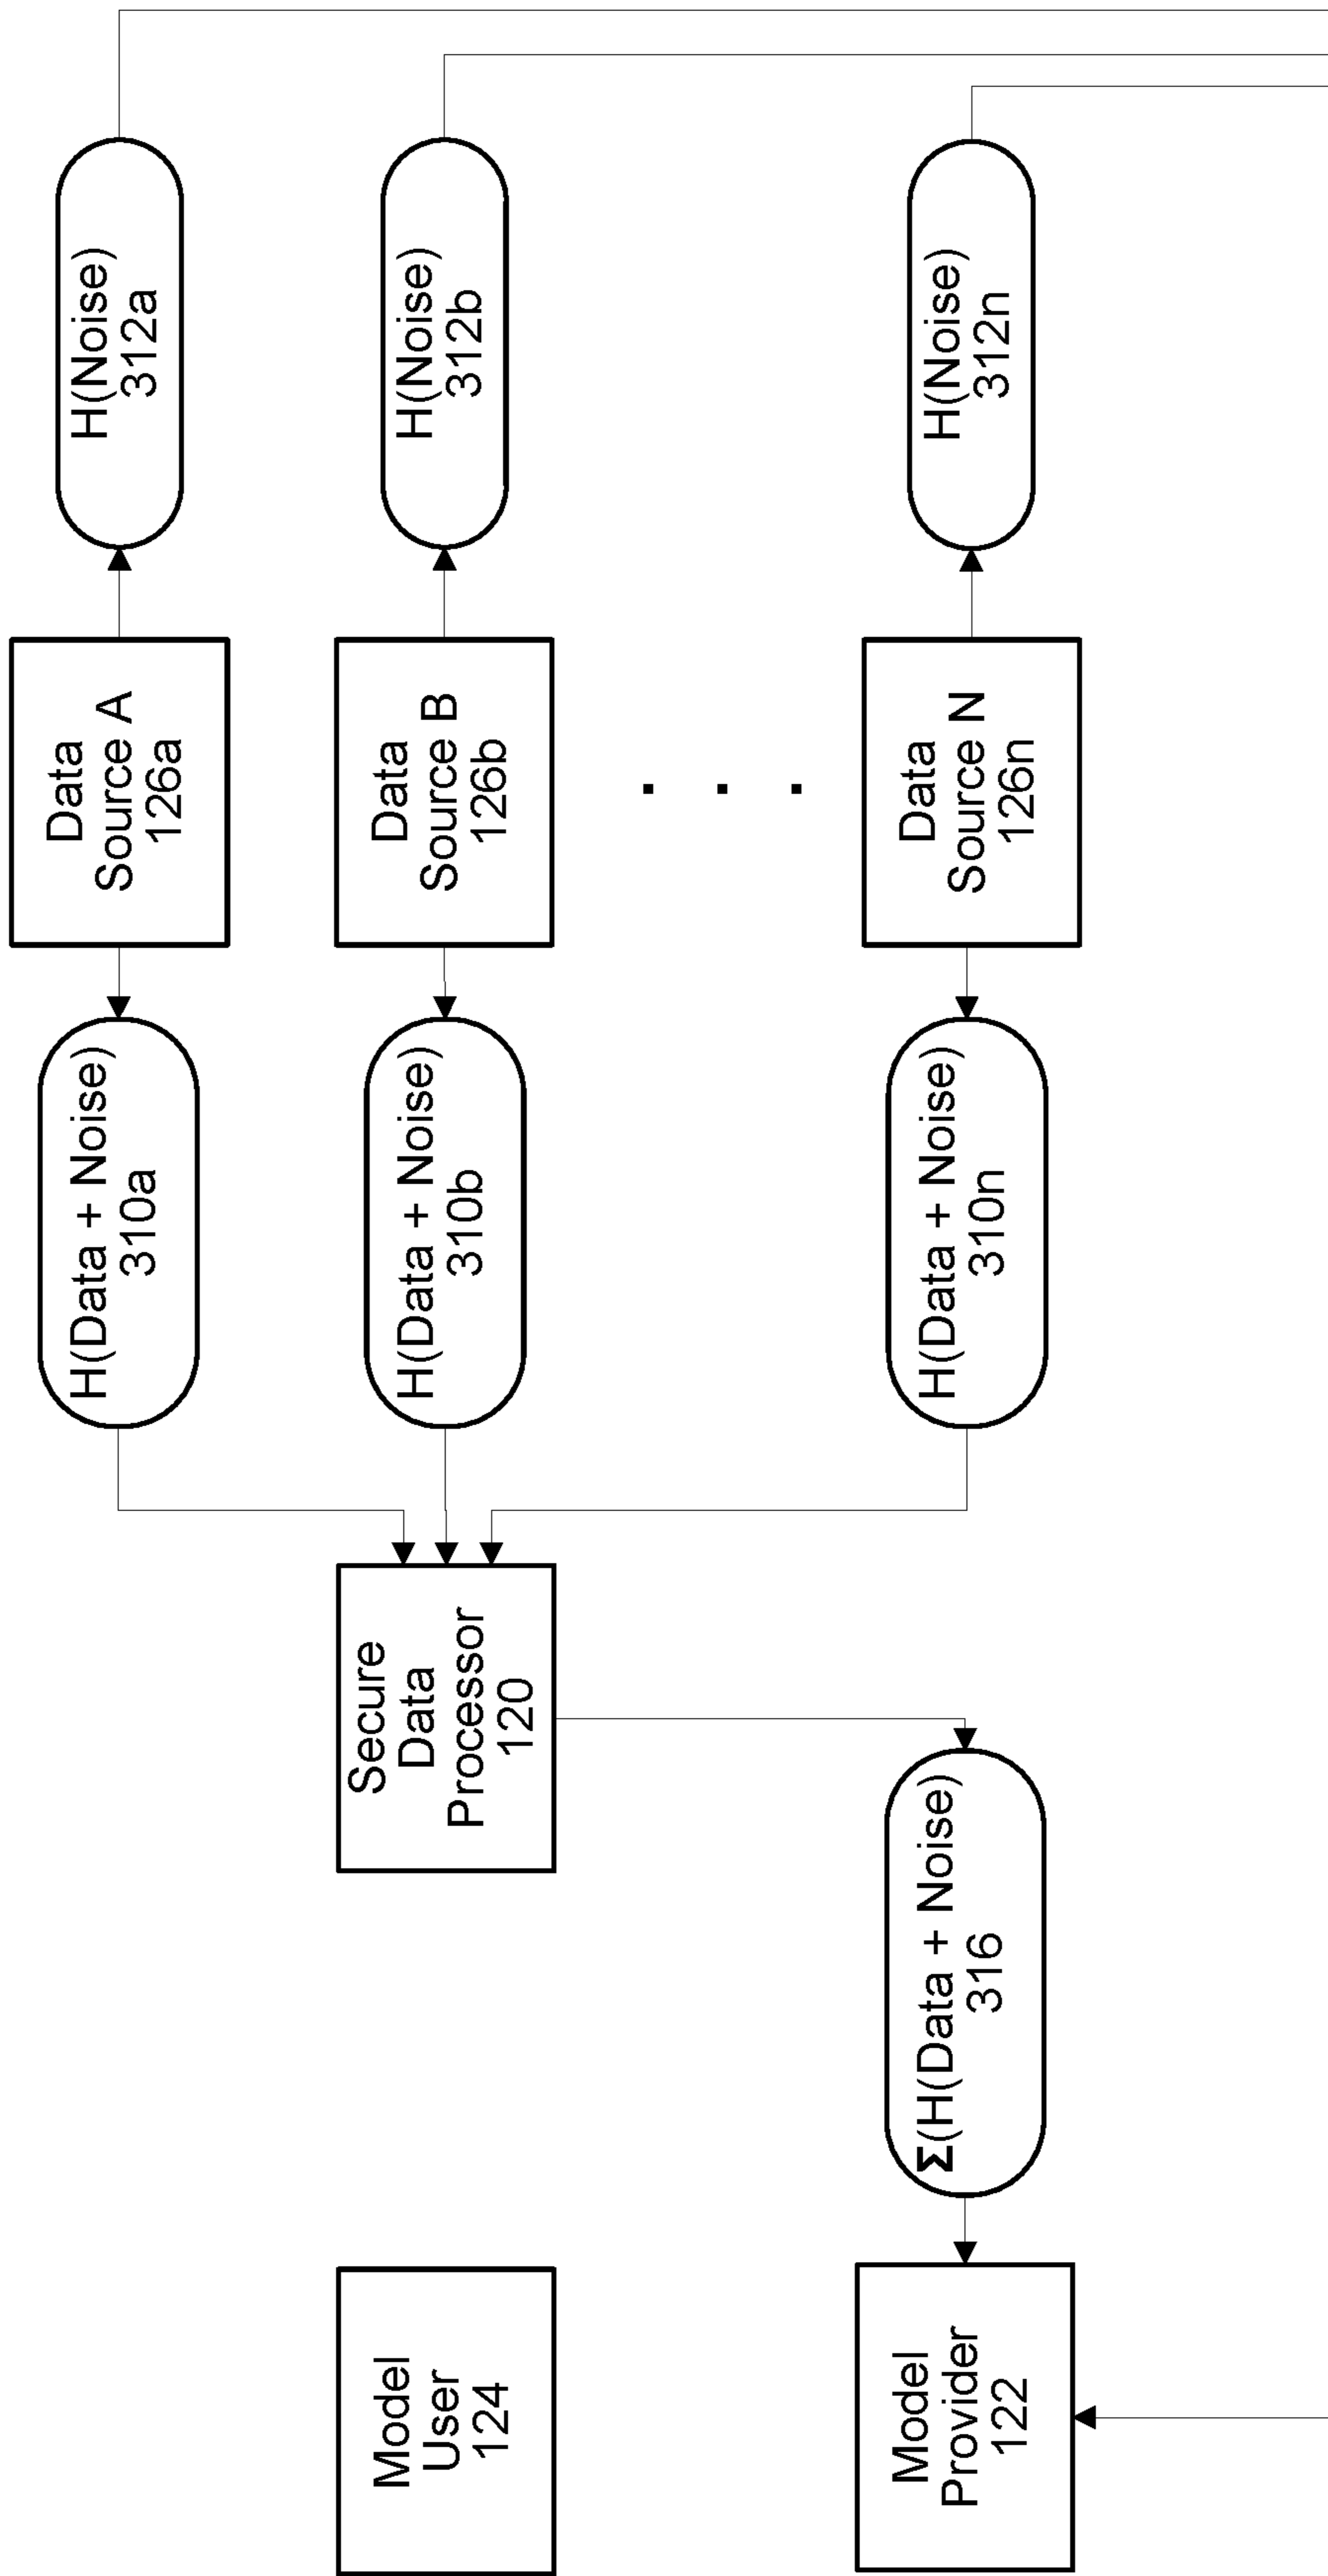 H(Noise)
312a
H(Noise)
312b
H(Noise)
312n
Data
Source A
126a
Data
Source B
126b
Data
Source N
126n
H(Data + Noise)
310a
H(Data + Noise)
310b
H(Data + Noise)
310n
Secure
Data
Processor
120
Σ(H(Data + Noise)
316
Model
User
124
Model
Provider
122